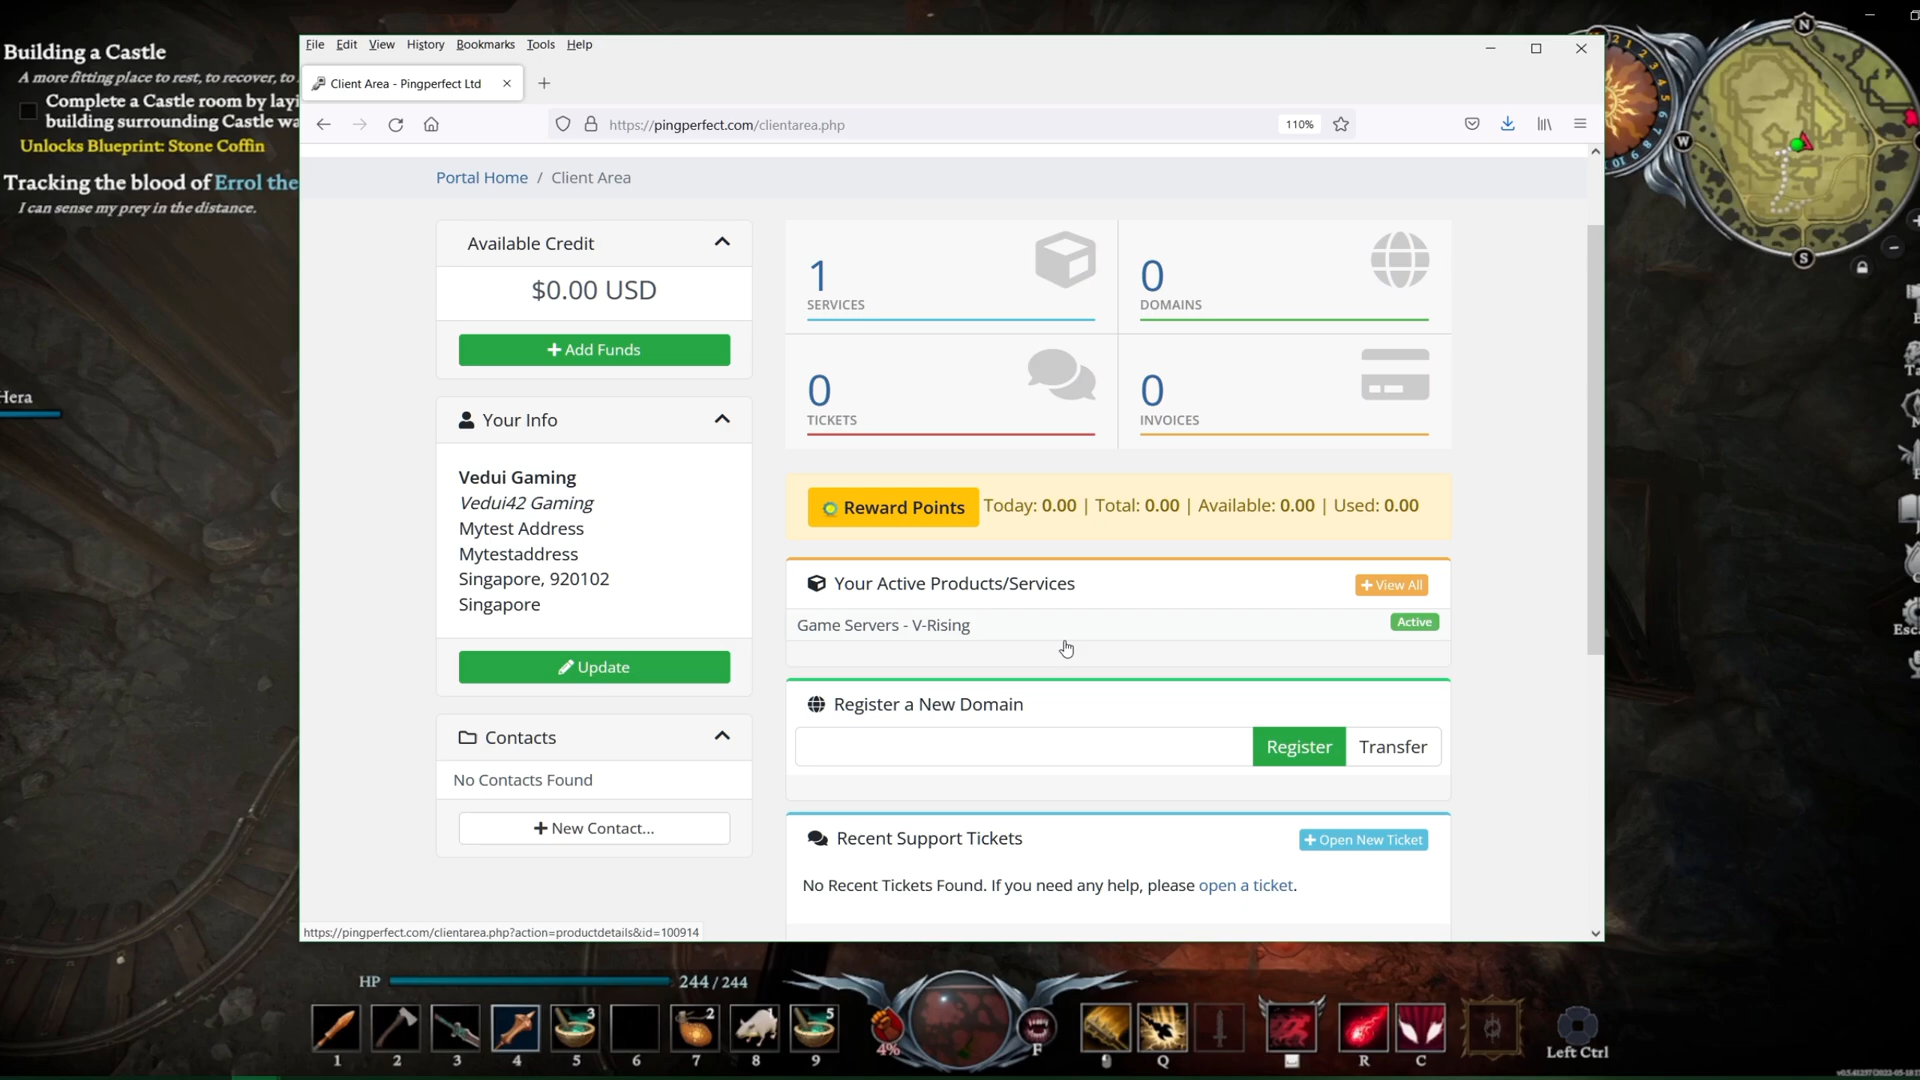 Building a Castle
A more fitting place to rest, to recover, to
Complete a Castle room by layi
building surrounding Castle wa
Unlocks Blueprint: Stone Coffin
Tracking the blood of Errol the
I can sense my prey in the distance.
Hera
File Edit View History Bookmarks Tools Help
Client Area - Pingperfect Ltd
https://pingperfect.com/clientarea.php
110%
Portal Home / Client Area
Available Credit
$0.00 USD
+ Add Funds
Your Info
Vedui Gaming
Vedui42 Gaming
Mytest Address
Mytestaddress
Singapore, 920102
Singapore
Update
Contacts
No Contacts Found
+ New Contact...
1
SERVICES
0
DOMAINS
0
TICKETS
0
INVOICES
Reward Points Today: 0.00 | Total: 0.00 | Available: 0.00 | Used: 0.00
Your Active Products/Services
+ View All
Game Servers - V-Rising
Active
Register a New Domain
Register
Transfer
Recent Support Tickets
+ Open New Ticket
No Recent Tickets Found. If you need any help, please open a ticket.
https://pingperfect.com/clientarea.php?action=productdetails&id=100914
N
W
S
Esc
HP
244 / 244
3
2
1
5
1 2 3 4 5 6 7 8 9
4%
F
Q
R
C
Left Ctrl